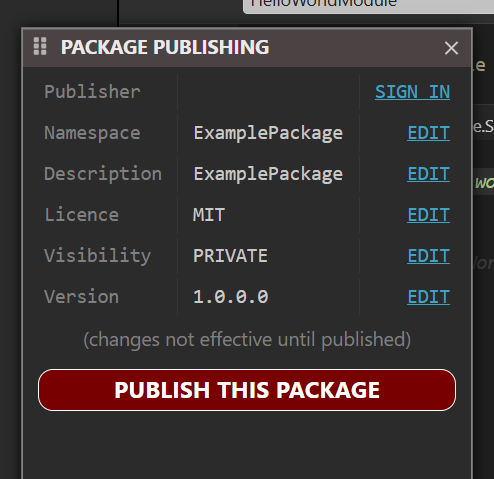 HelloWorldModule
PACKAGE PUBLISHING
Publisher SIGN IN
Namespace ExamplePackage EDIT
Description ExamplePackage EDIT
Licence MIT EDIT
Visibility PRIVATE EDIT
Version 1.0.0.0 EDIT
(changes not effective until published)
PUBLISH THIS PACKAGE